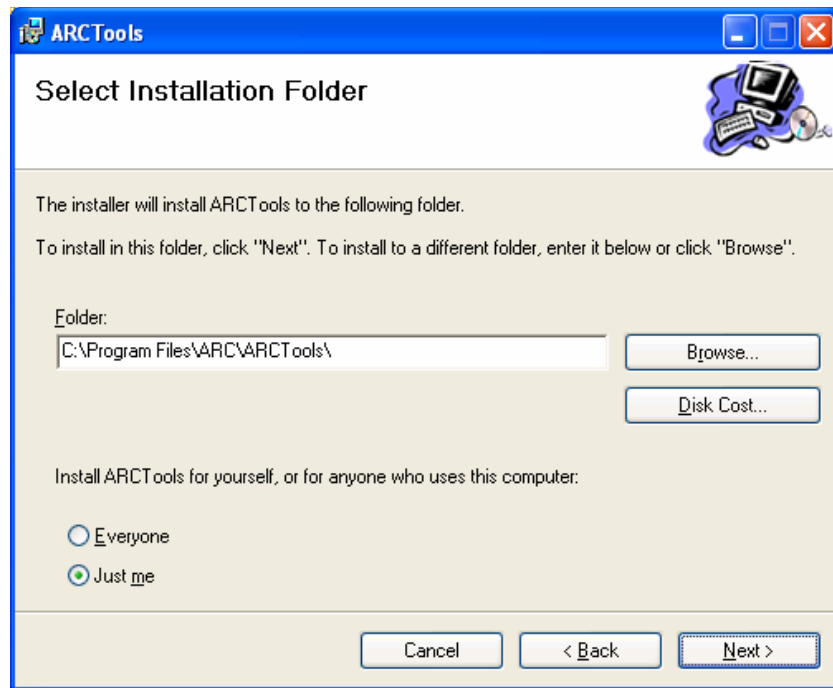 ARCTools
Select Installation Folder
The installer will install ARCTools to the following folder.
To install in this folder, click "Next". To install to a different folder, enter it below or click "Browse".
Folder:
C:\Program Files\ARC\ARCTools\
Browse...
Disk Cost...
Install ARCTools for yourself, or for anyone who uses this computer:
Everyone
Just me
Cancel
< Back
Next >